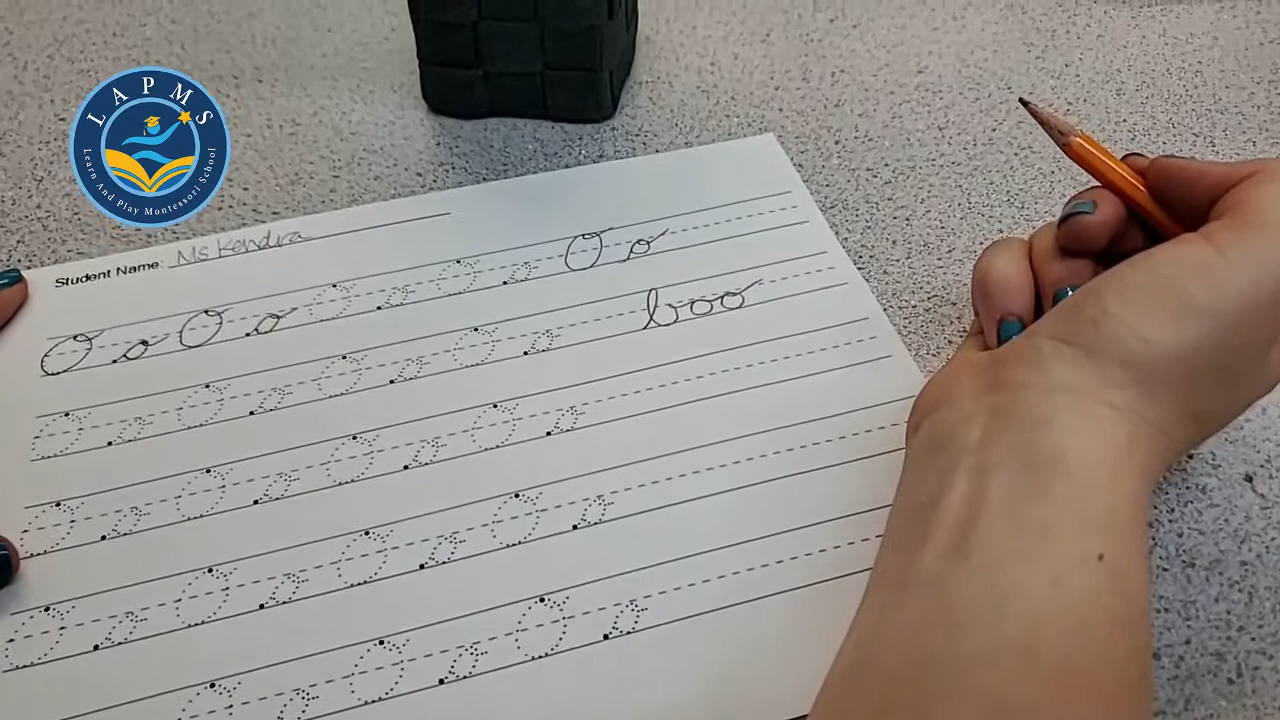 LAPMS
Learn And Play Montessori School
Student Name: Ms Kendra
O o O o O o O o O o
O o O o O o O o boo
O o O o O o O o
O o O o O o O o
O o O o O o